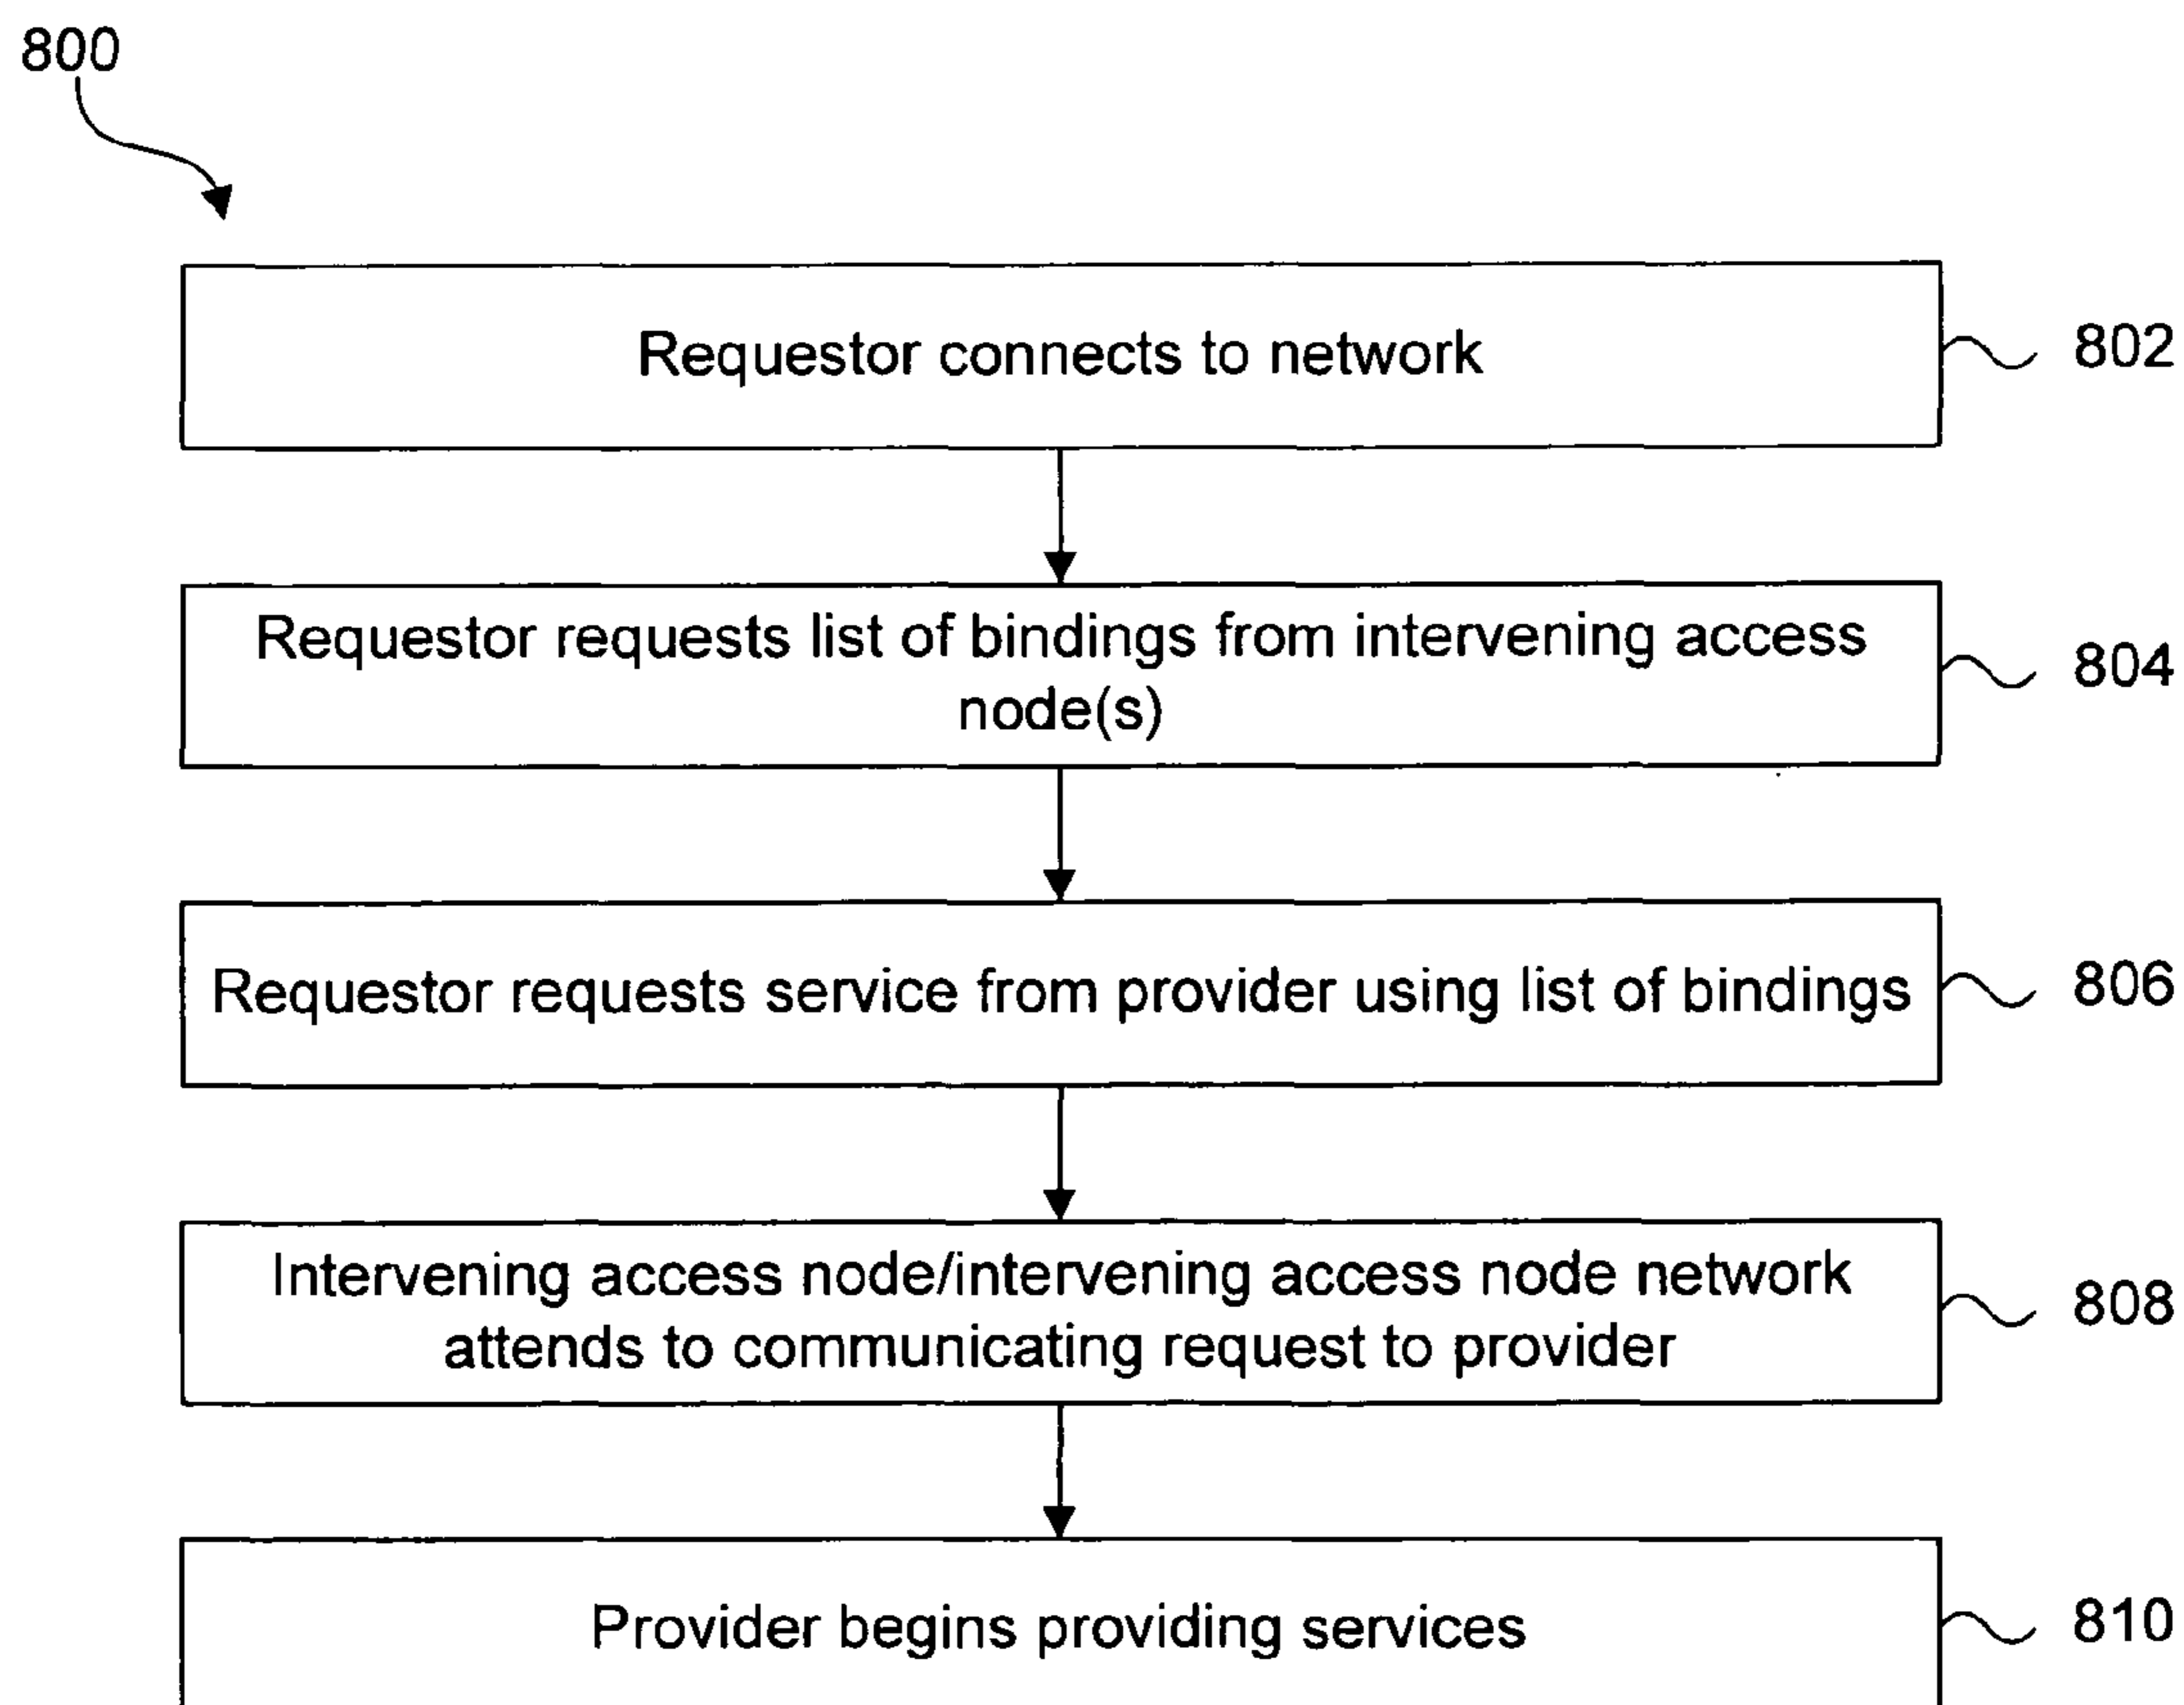 800
Requestor connects to network
802
Requestor requests list of bindings from intervening access
node(s)
804
Requestor requests service from provider using list of bindings
806
Intervening access node/intervening access node network
attends to communicating request to provider
808
Provider begins providing services
810